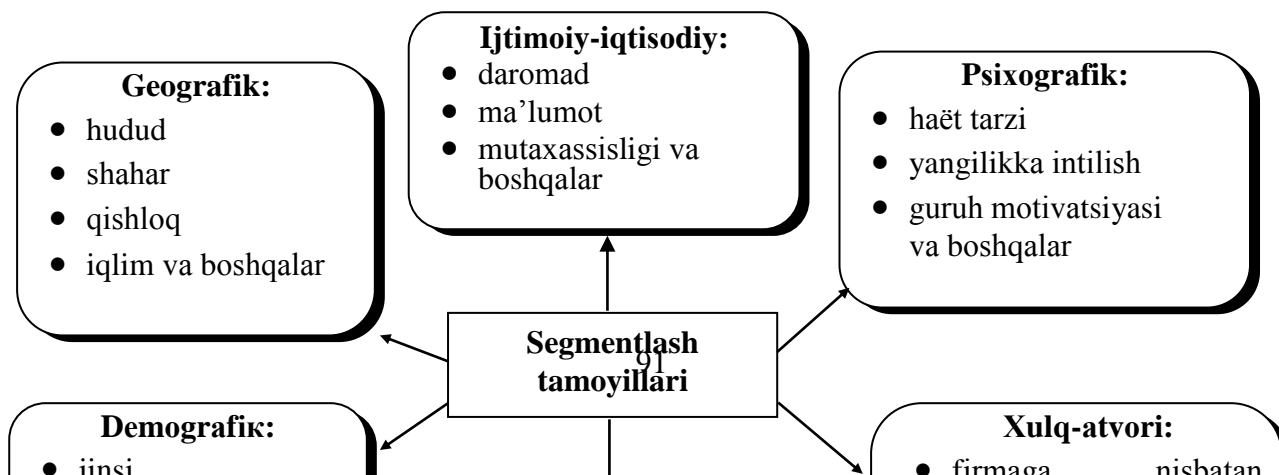 Ijtimoiy-iqtisodiy:
• daromad
• ma’lumot
• mutaxassisligi va
boshqalar
Geografik:
• hudud
• shahar
• qishloq
• iqlim va boshqalar
Psixografik:
• haёt tarzi
• yangilikka intilish
• guruh motivatsiyasi
va boshqalar
Segmentlash
91
tamoyillari
Demografiк:
• jinsi
Xulq-atvori:
• firmaga nisbatan